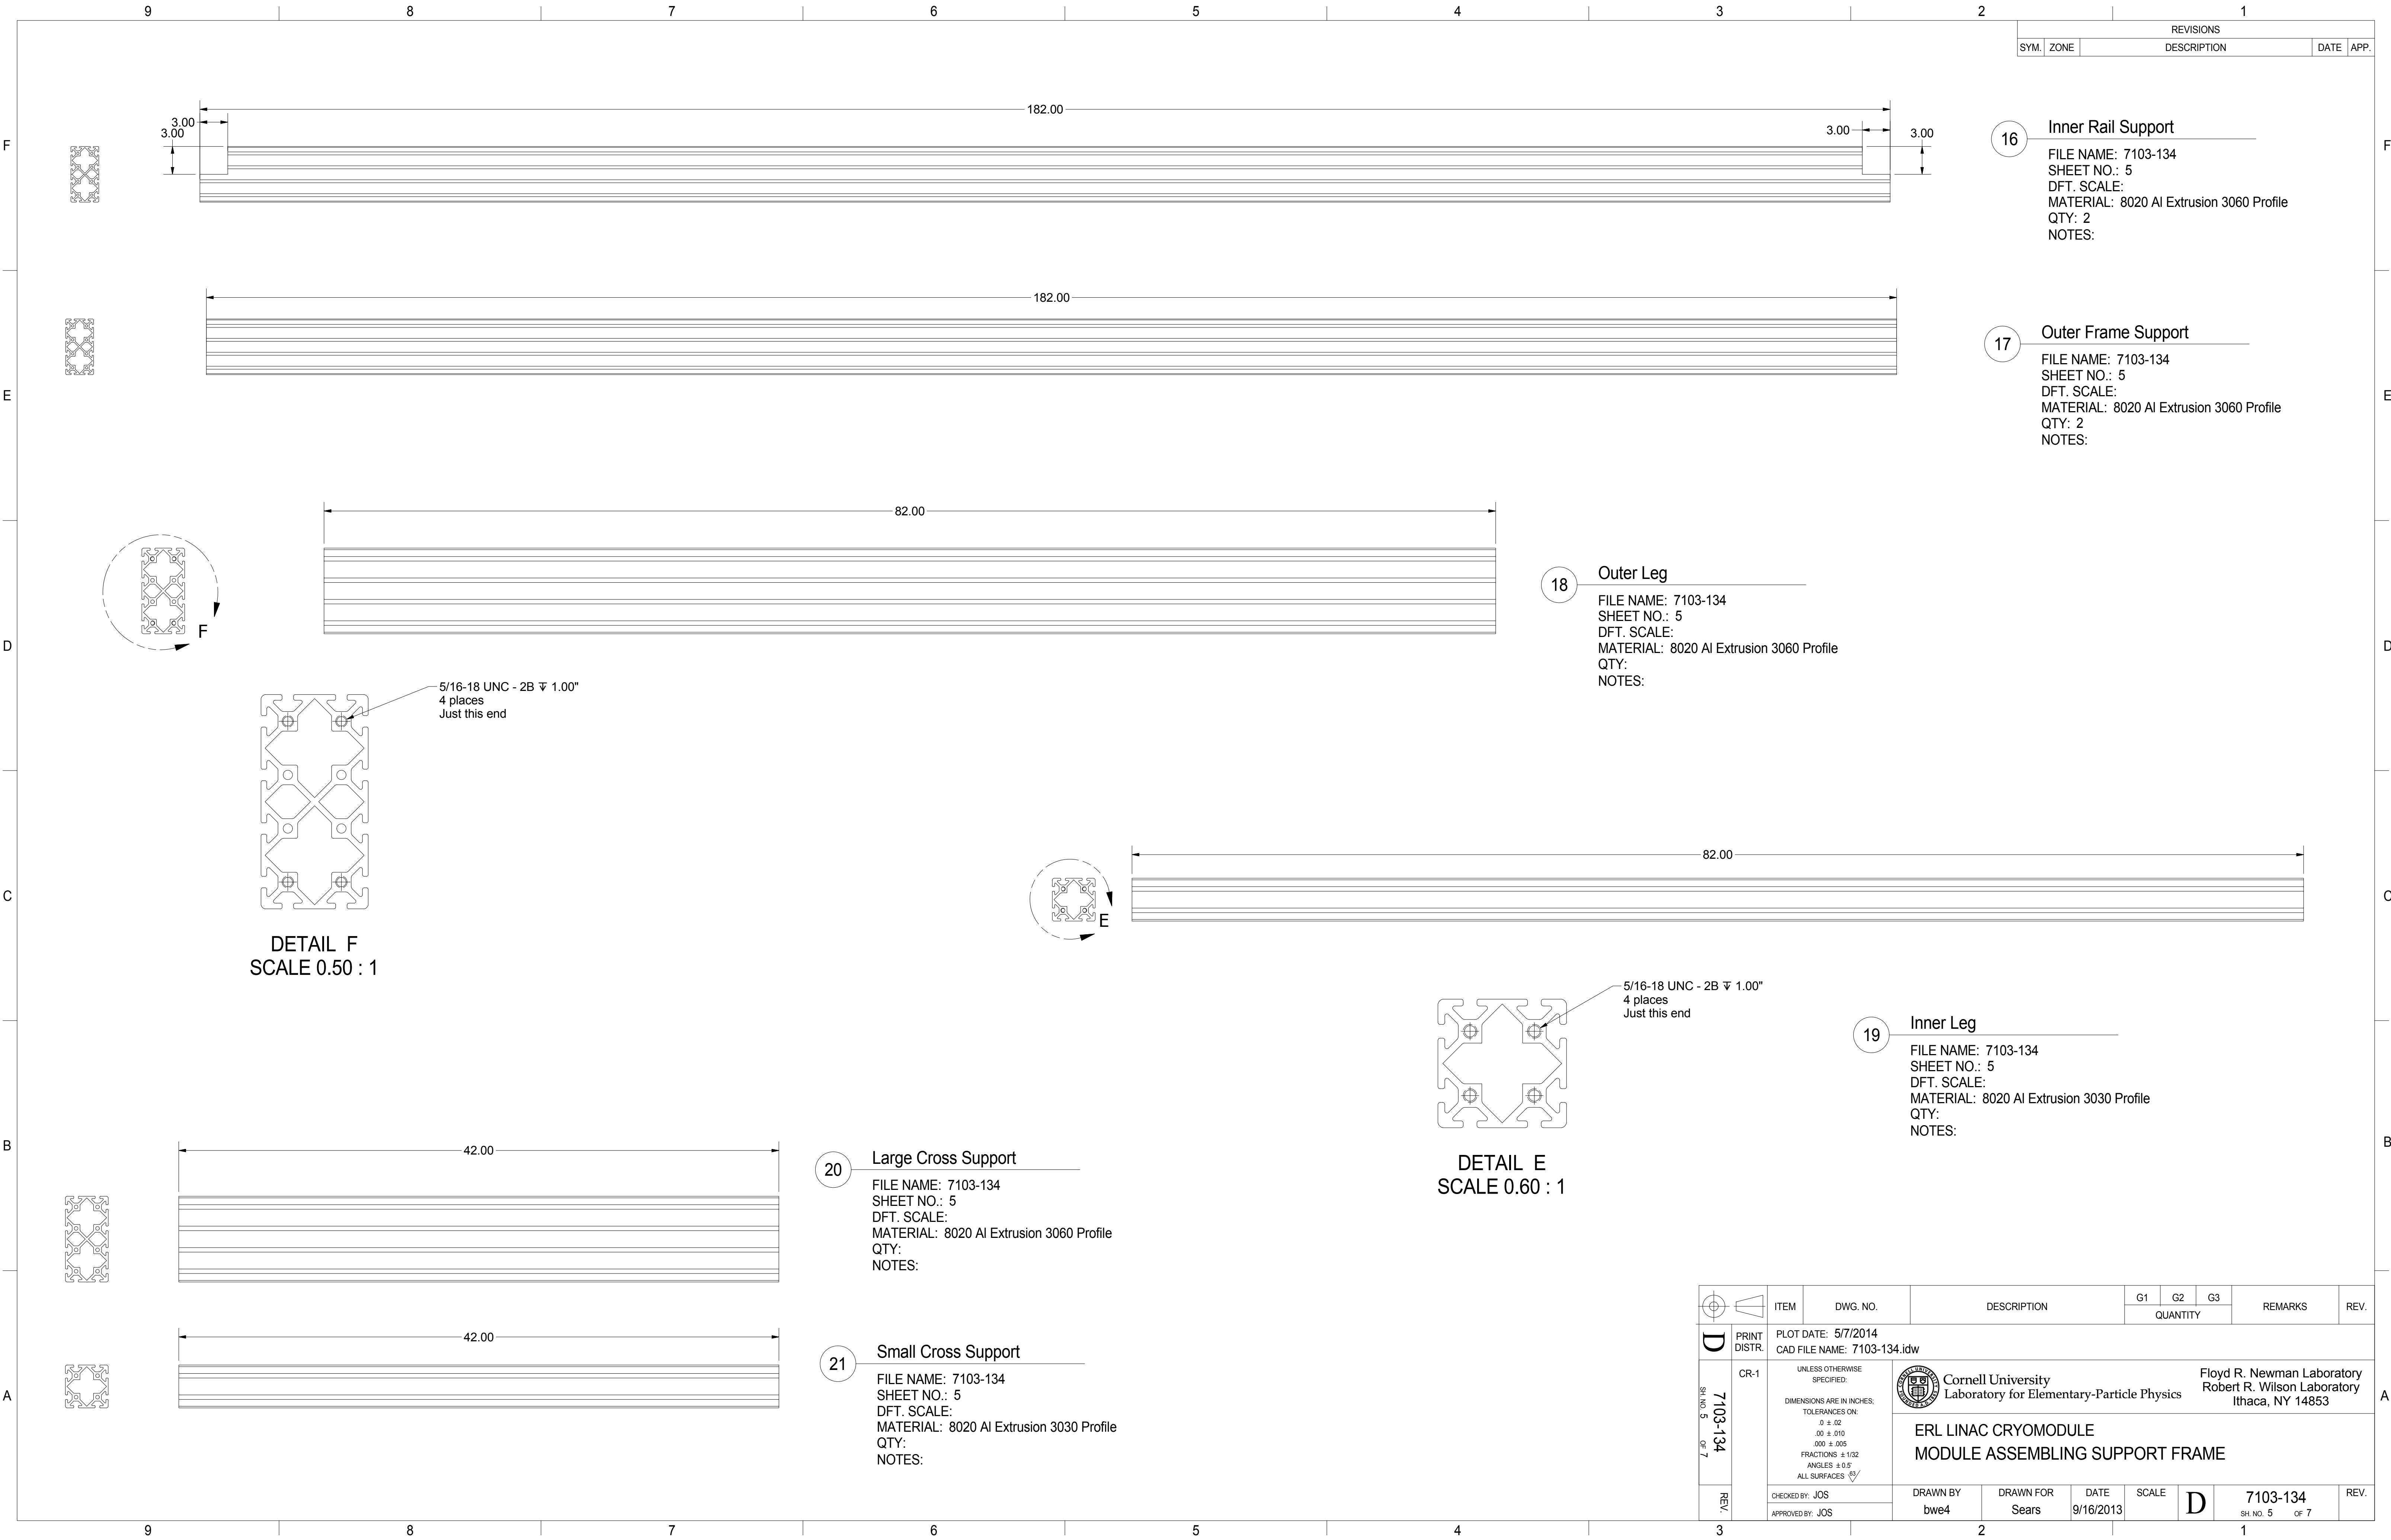 9 8 7 6 5 4 3 2 1
REVISIONS
SYM. ZONE DESCRIPTION DATE APP.
F
F
182.00
3.00
3.00
3.00
3.00
16
Inner Rail Support
FILE NAME: 7103-134
SHEET NO.: 5
DFT. SCALE:
MATERIAL: 8020 Al Extrusion 3060 Profile
QTY: 2
NOTES:
182.00
17
Outer Frame Support
FILE NAME: 7103-134
SHEET NO.: 5
DFT. SCALE:
MATERIAL: 8020 Al Extrusion 3060 Profile
QTY: 2
NOTES:
E
E
82.00
F
18
Outer Leg
FILE NAME: 7103-134
SHEET NO.: 5
DFT. SCALE:
MATERIAL: 8020 Al Extrusion 3060 Profile
QTY:
NOTES:
D
D
5/16-18 UNC - 2B ↧ 1.00"
4 places
Just this end
DETAIL F
SCALE 0.50 : 1
C
C
82.00
E
5/16-18 UNC - 2B ↧ 1.00"
4 places
Just this end
DETAIL E
SCALE 0.60 : 1
19
Inner Leg
FILE NAME: 7103-134
SHEET NO.: 5
DFT. SCALE:
MATERIAL: 8020 Al Extrusion 3030 Profile
QTY:
NOTES:
B
B
42.00
20
Large Cross Support
FILE NAME: 7103-134
SHEET NO.: 5
DFT. SCALE:
MATERIAL: 8020 Al Extrusion 3060 Profile
QTY:
NOTES:
42.00
21
Small Cross Support
FILE NAME: 7103-134
SHEET NO.: 5
DFT. SCALE:
MATERIAL: 8020 Al Extrusion 3030 Profile
QTY:
NOTES:
A
A
ITEM DWG. NO. DESCRIPTION G1 G2 G3 REMARKS REV.
QUANTITY
D
PRINT
DISTR.
PLOT DATE: 5/7/2014
CAD FILE NAME: 7103-134.idw
CR-1
7103-134
SH. NO. 5 OF 7
REV.
UNLESS OTHERWISE
SPECIFIED:
DIMENSIONS ARE IN INCHES;
TOLERANCES ON:
.0 ± .02
.00 ± .010
.000 ± .005
FRACTIONS ± 1/32
ANGLES ± 0.5°
ALL SURFACES 63
Cornell University
Laboratory for Elementary-Particle Physics
Floyd R. Newman Laboratory
Robert R. Wilson Laboratory
Ithaca, NY 14853
ERL LINAC CRYOMODULE
MODULE ASSEMBLING SUPPORT FRAME
CHECKED BY: JOS
APPROVED BY: JOS
DRAWN BY DRAWN FOR DATE SCALE D 7103-134 REV.
bwe4 Sears 9/16/2013 SH. NO. 5 OF 7
9 8 7 6 5 4 3 2 1